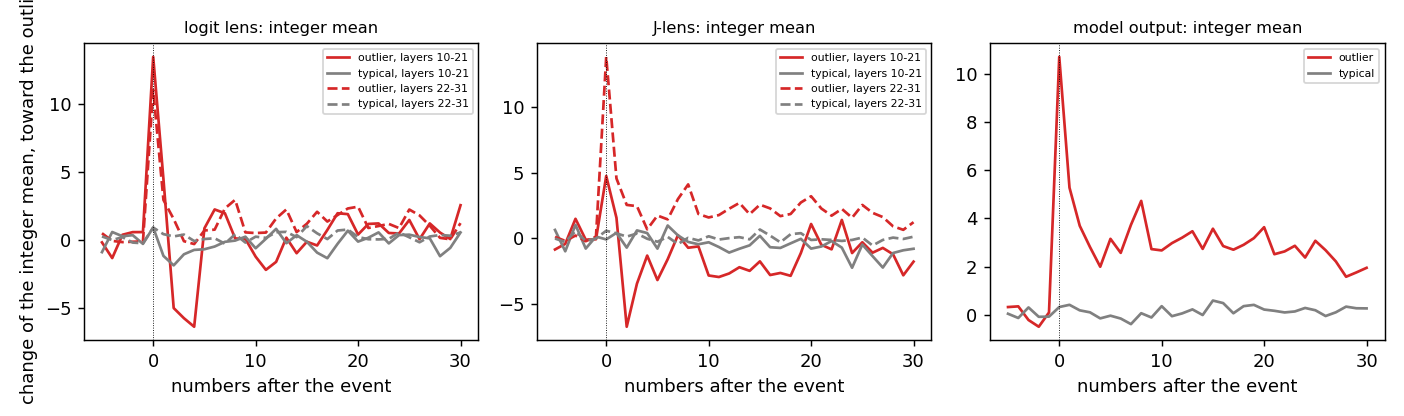 logit lens: integer mean
J-lens: integer mean
model output: integer mean
change of the integer mean, toward the
outlier, layers 10-21
typical, layers 10-21
outlier, layers 22-31
typical, layers 22-31
10
5
0
−5
0
10
20
30
numbers after the event
outlier, layers 10-21
typical, layers 10-21
outlier, layers 22-31
typical, layers 22-31
10
5
0
−5
0
10
20
30
numbers after the event
outlier
typical
10
8
6
4
2
0
0
10
20
30
numbers after the event